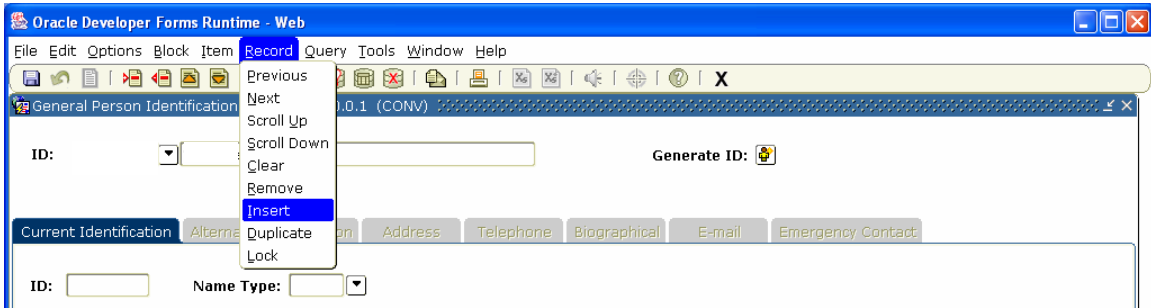 Oracle Developer Forms Runtime - Web
File Edit Options Block Item Record Query Tools Window Help
X
General Person Identification 0.0.1 (CONV)
Previous
Next
Scroll Up
Scroll Down
Clear
Remove
Insert
Duplicate
Lock
ID: Generate ID:
Current Identification Address Telephone Biographical E-mail Emergency Contact
ID: Name Type: